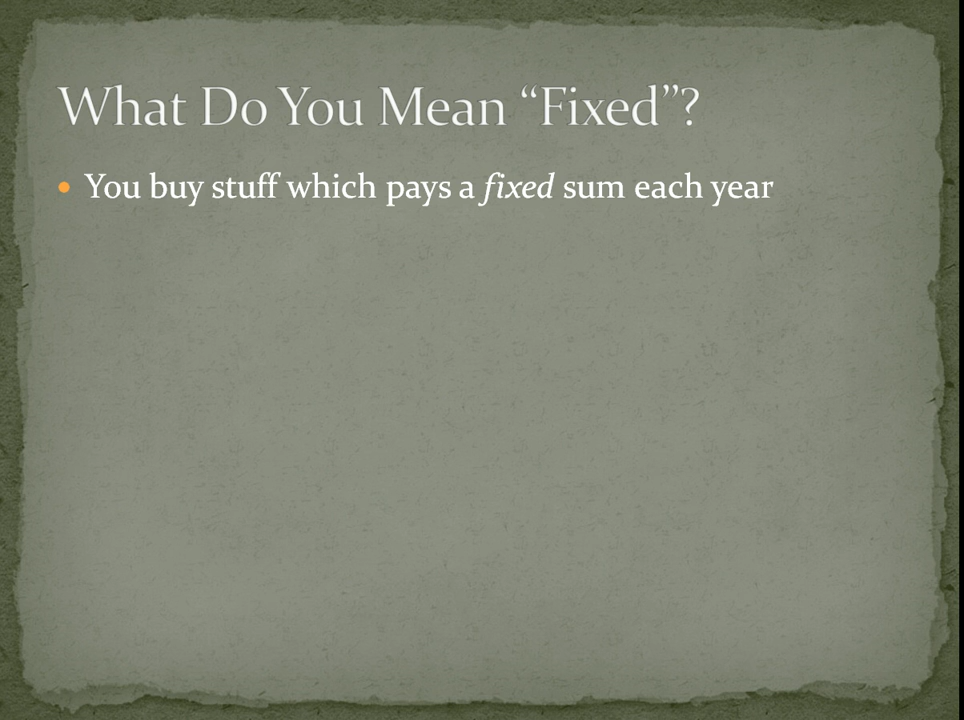 What Do You Mean “Fixed”?
• You buy stuff which pays a fixed sum each year